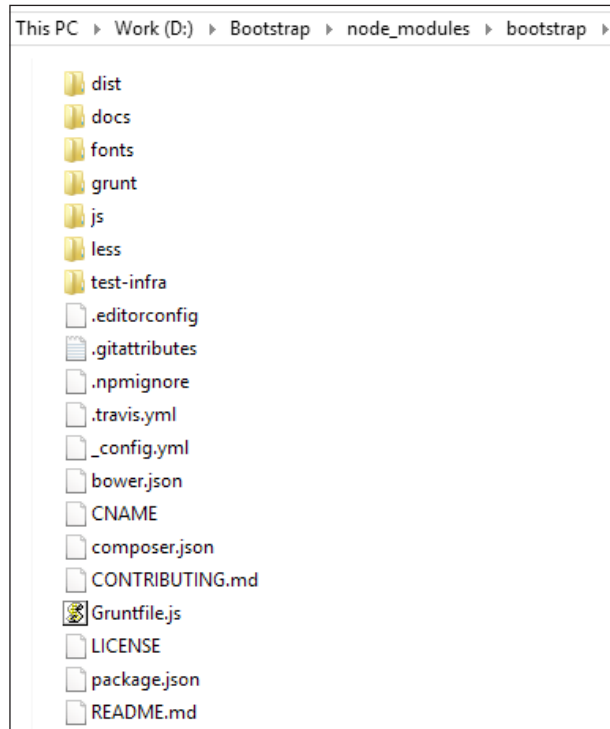 This PC ▸ Work (D:) ▸ Bootstrap ▸ node_modules ▸ bootstrap ▸
dist
docs
fonts
grunt
js
less
test-infra
.editorconfig
.gitattributes
.npmignore
.travis.yml
_config.yml
bower.json
CNAME
composer.json
CONTRIBUTING.md
Gruntfile.js
LICENSE
package.json
README.md